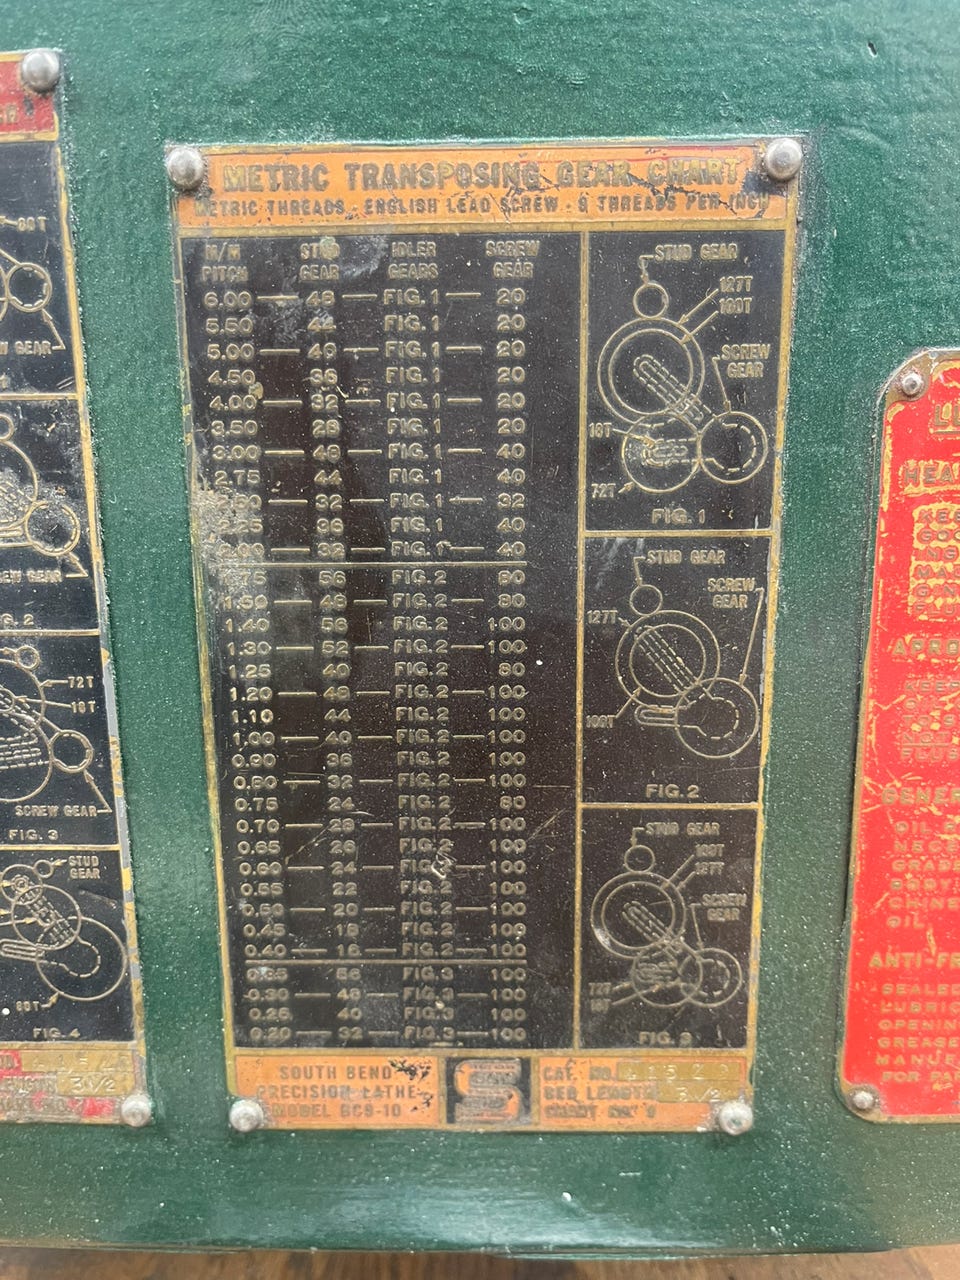 METRIC TRANSPOSING GEAR CHART
METRIC THREADS - ENGLISH LEAD SCREW - 8 THREADS PER INCH
M/M PITCH STUD GEAR IDLER GEARS SCREW GEAR
6.00 — 48 — FIG. 1 — 20
5.50 44 FIG. 1 20
5.00 — 40 — FIG. 1 — 20
4.50 36 FIG. 1 20
4.00 — 32 — FIG. 1 — 20
3.50 28 FIG. 1 20
3.00 — 48 — FIG. 1 — 40
2.75 44 FIG. 1 40
— 32 — FIG. 1 — 32
36 FIG. 1 40
— 32 — FIG. 1 — 40
56 FIG. 2 80
1.50 — 48 — FIG. 2 — 80
1.40 56 FIG. 2 100
1.30 — 52 — FIG. 2 — 100
1.25 40 FIG. 2 80
1.20 — 48 — FIG. 2 — 100
1.10 44 FIG. 2 100
1.00 — 40 — FIG. 2 — 100
0.90 36 FIG. 2 100
0.80 — 32 — FIG. 2 — 100
0.75 24 FIG. 2 80
0.70 — 28 — FIG. 2 — 100
0.65 26 FIG. 2 100
0.60 — 24 — FIG. 2 — 100
0.55 22 FIG. 2 100
0.50 — 20 — FIG. 2 — 100
0.45 18 FIG. 2 100
0.40 — 16 — FIG. 2 — 100
0.35 56 FIG. 3 100
0.30 — 48 — FIG. 3 — 100
0.25 40 FIG. 3 100
0.20 — 32 — FIG. 3 — 100
STUD GEAR
127T
100T
SCREW GEAR
18T
72T
FIG. 1
STUD GEAR
SCREW GEAR
127T
100T
FIG. 2
STUD GEAR
100T
127T
SCREW GEAR
72T
18T
FIG. 3
SOUTH BEND
PRECISION LATHE
MODEL
CAT. NO.
BED LENGTH 3 1/2
CHART NO.
SCREW GEAR
FIG. 2
72T
18T
SCREW GEAR
FIG. 3
STUD GEAR
80T
FIG. 4
3 1/2
OIL